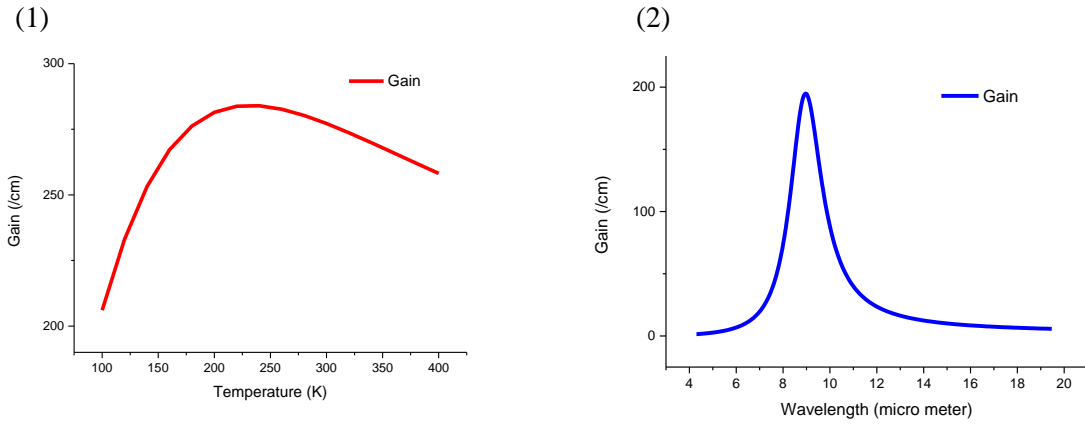 (1)
(2)
300
250
200
Gain (/cm)
Gain
100 150 200 250 300 350 400
Temperature (K)
200
100
0
Gain (/cm)
Gain
4 6 8 10 12 14 16 18 20
Wavelength (micro meter)